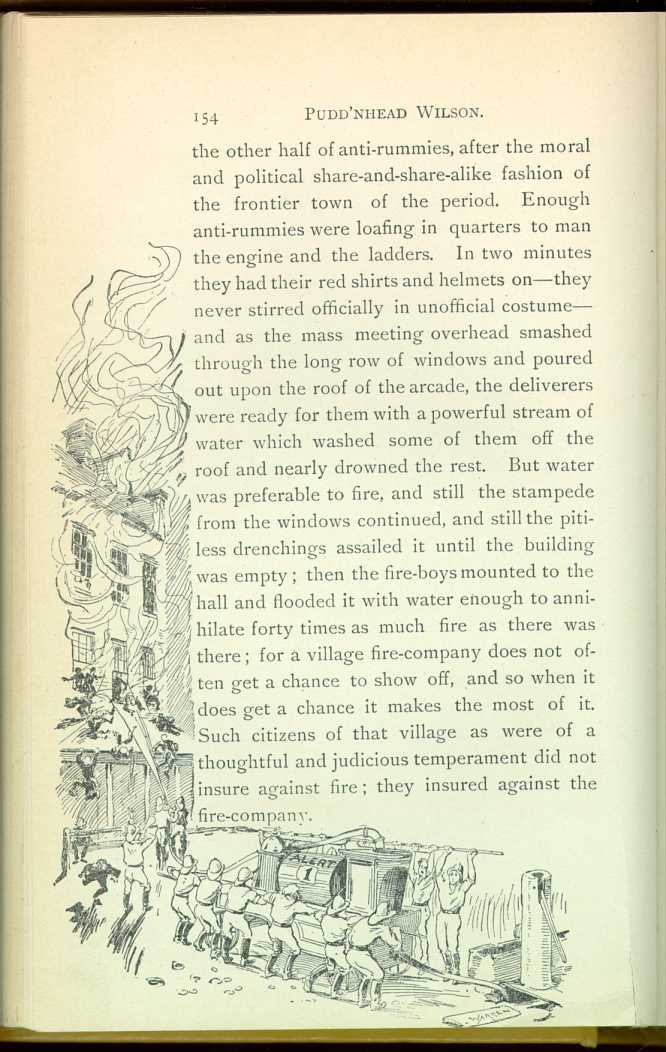 154 PUDD'NHEAD WILSON.
the other half of anti-rummies, after the moral
and political share-and-share-alike fashion of
the frontier town of the period. Enough
anti-rummies were loafing in quarters to man
the engine and the ladders. In two minutes
they had their red shirts and helmets on—they
never stirred officially in unofficial costume—
and as the mass meeting overhead smashed
through the long row of windows and poured
out upon the roof of the arcade, the deliverers
were ready for them with a powerful stream of
water which washed some of them off the
roof and nearly drowned the rest. But water
was preferable to fire, and still the stampede
from the windows continued, and still the piti-
less drenchings assailed it until the building
was empty; then the fire-boys mounted to the
hall and flooded it with water enough to anni-
hilate forty times as much fire as there was
there; for a village fire-company does not of-
ten get a chance to show off, and so when it
does get a chance it makes the most of it.
Such citizens of that village as were of a
thoughtful and judicious temperament did not
insure against fire; they insured against the
fire-company.
ALERT
1